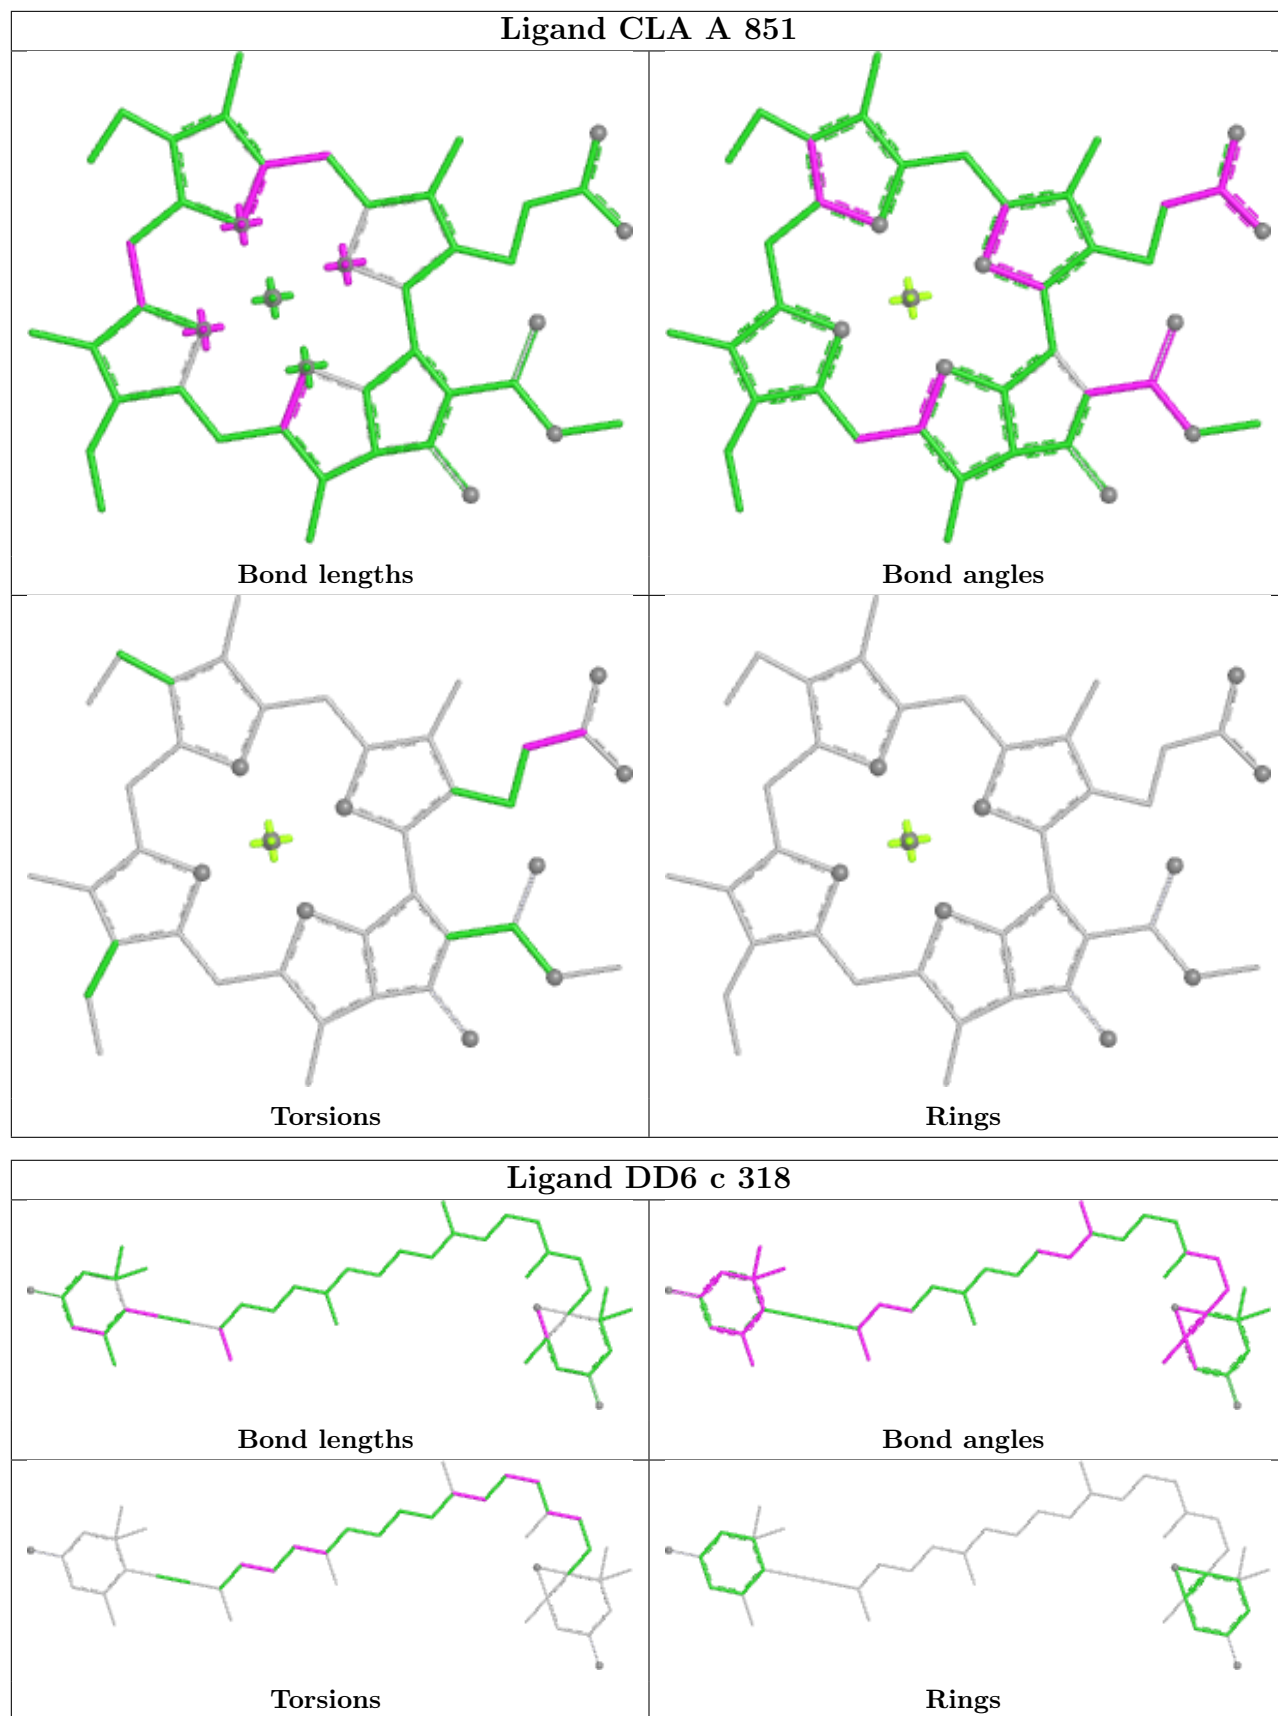 Ligand CLA A 851
Bond lengths
Bond angles
Torsions
Rings
Ligand DD6 c 318
Bond lengths
Bond angles
Torsions
Rings